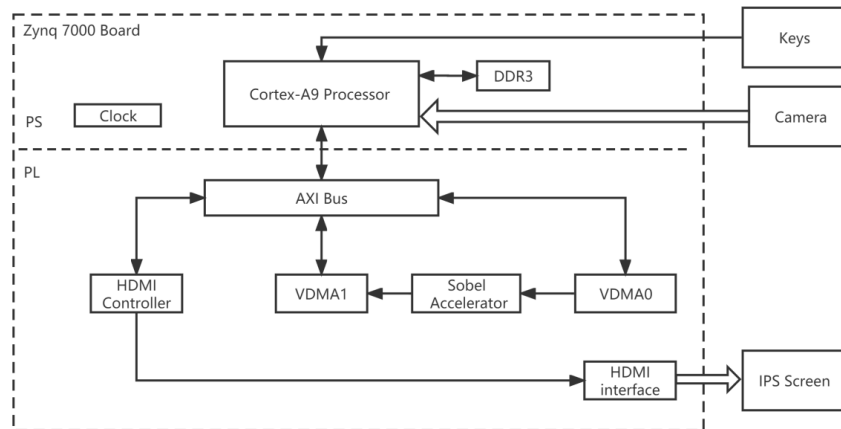 Zynq 7000 Board
Keys
DDR3
Cortex-A9 Processor
Clock
Camera
PS
PL
AXI Bus
HDMI
Controller
VDMA1
Sobel
Accelerator
VDMA0
HDMI
interface
IPS Screen